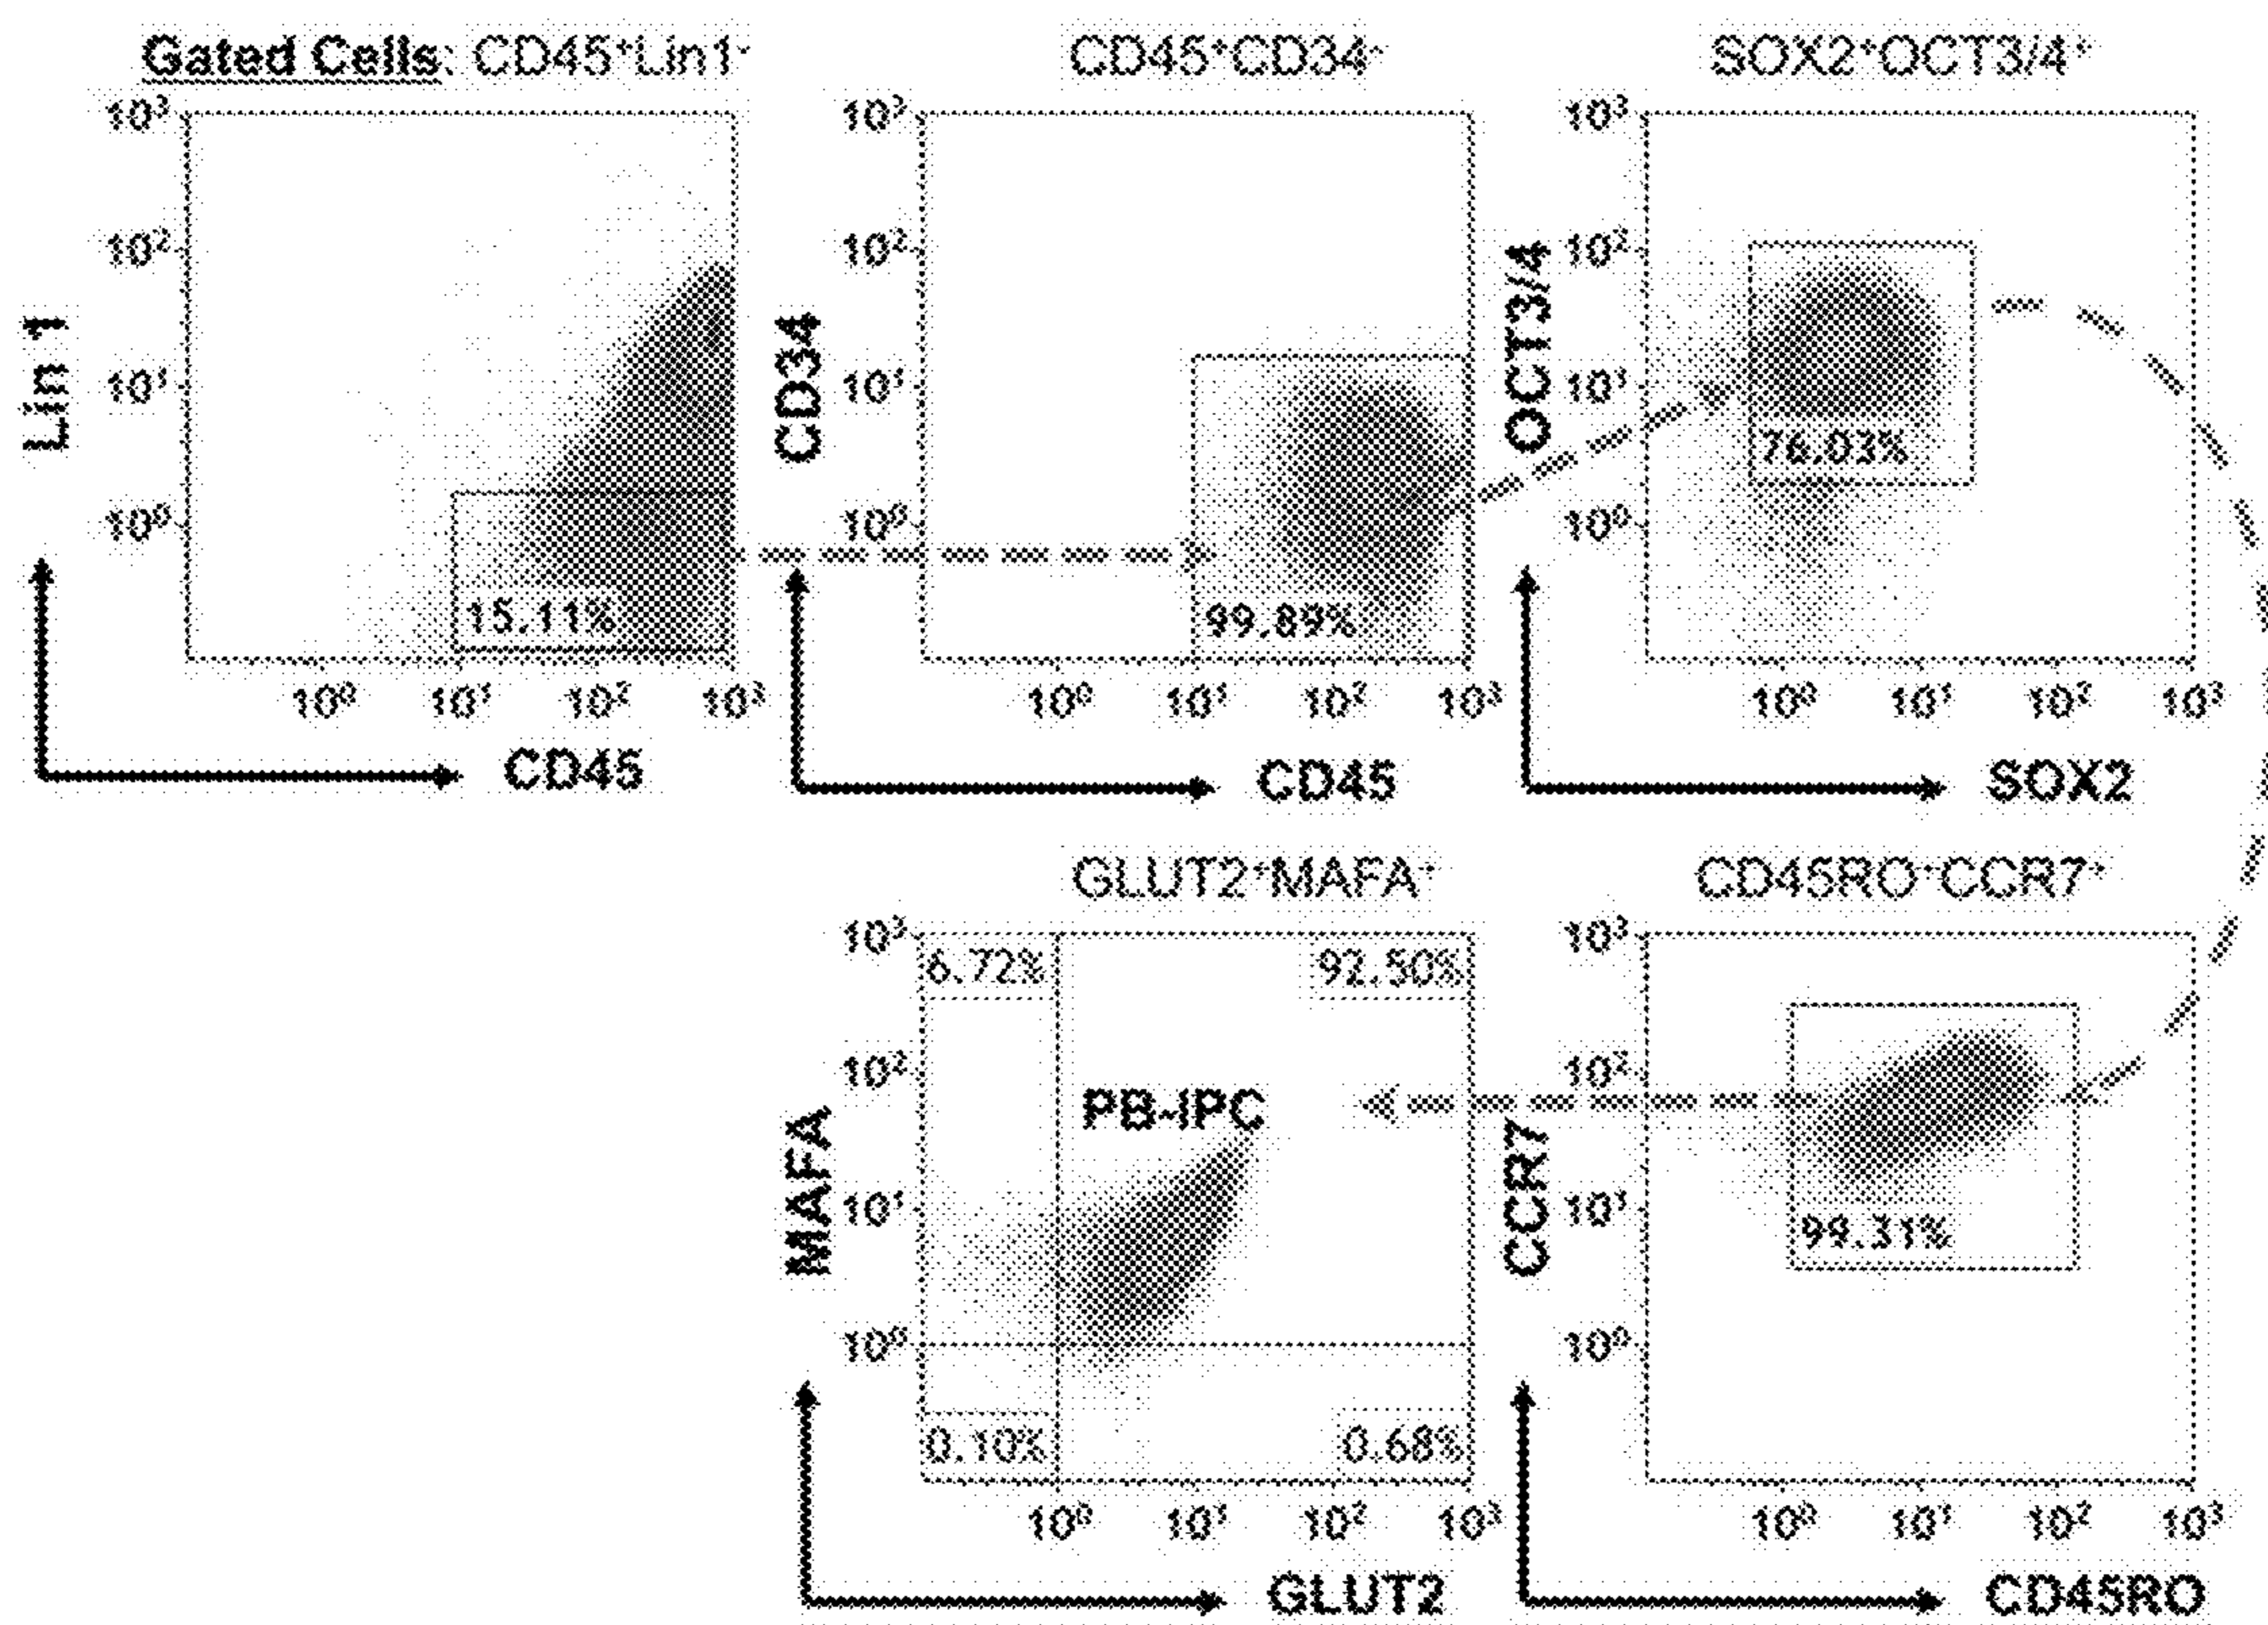 Gated Cells: CD45⁺Lin1⁻
10³
10²
10¹
10⁰
Lin 1
15.11%
10⁰ 10¹ 10² 10³
CD45
CD45⁺CD34⁻
10³
10²
10¹
10⁰
CD34
99.89%
10⁰ 10¹ 10² 10³
CD45
SOX2⁺OCT3/4⁺
10³
10²
10¹
10⁰
OCT3/4
76.03%
10⁰ 10¹ 10² 10³
SOX2
GLUT2⁺MAFA⁺
10³
10²
10¹
10⁰
MAFA
6.72% 92.50%
PB-IPC
0.10% 0.68%
10⁰ 10¹ 10² 10³
GLUT2
CD45RO⁺CCR7⁺
10³
10²
10¹
10⁰
CCR7
99.31%
10⁰ 10¹ 10² 10³
CD45RO